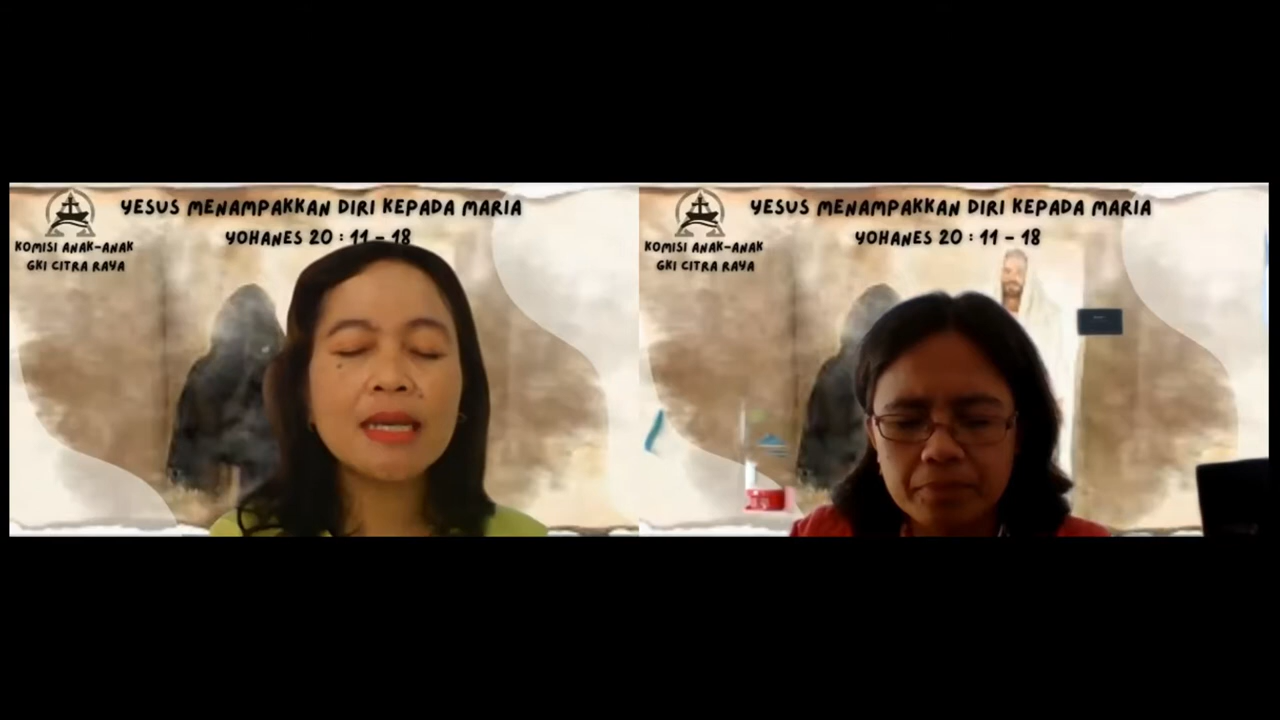 YESUS MENAMPAKKAN DIRI KEPADA MARIA
YOHANES 20 : 11 - 18
KOMISI ANAK-ANAK
GKI CITRA RAYA
YESUS MENAMPAKKAN DIRI KEPADA MARIA
YOHANES 20 : 11 - 18
KOMISI ANAK-ANAK
GKI CITRA RAYA